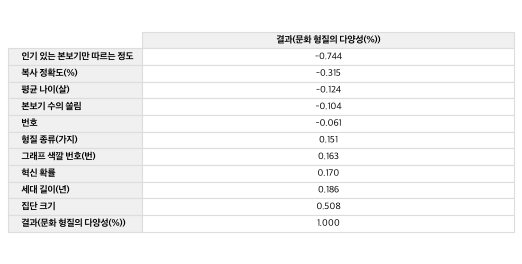 결과(문화 형질의 다양성(%))
인기 있는 본보기만 따르는 정도 -0.744
복사 정확도(%) -0.315
평균 나이(살) -0.124
본보기 수의 쏠림 -0.104
번호 -0.061
형질 종류(가지) 0.151
그래프 색깔 번호(번) 0.163
혁신 확률 0.170
세대 길이(년) 0.186
집단 크기 0.508
결과(문화 형질의 다양성(%)) 1.000